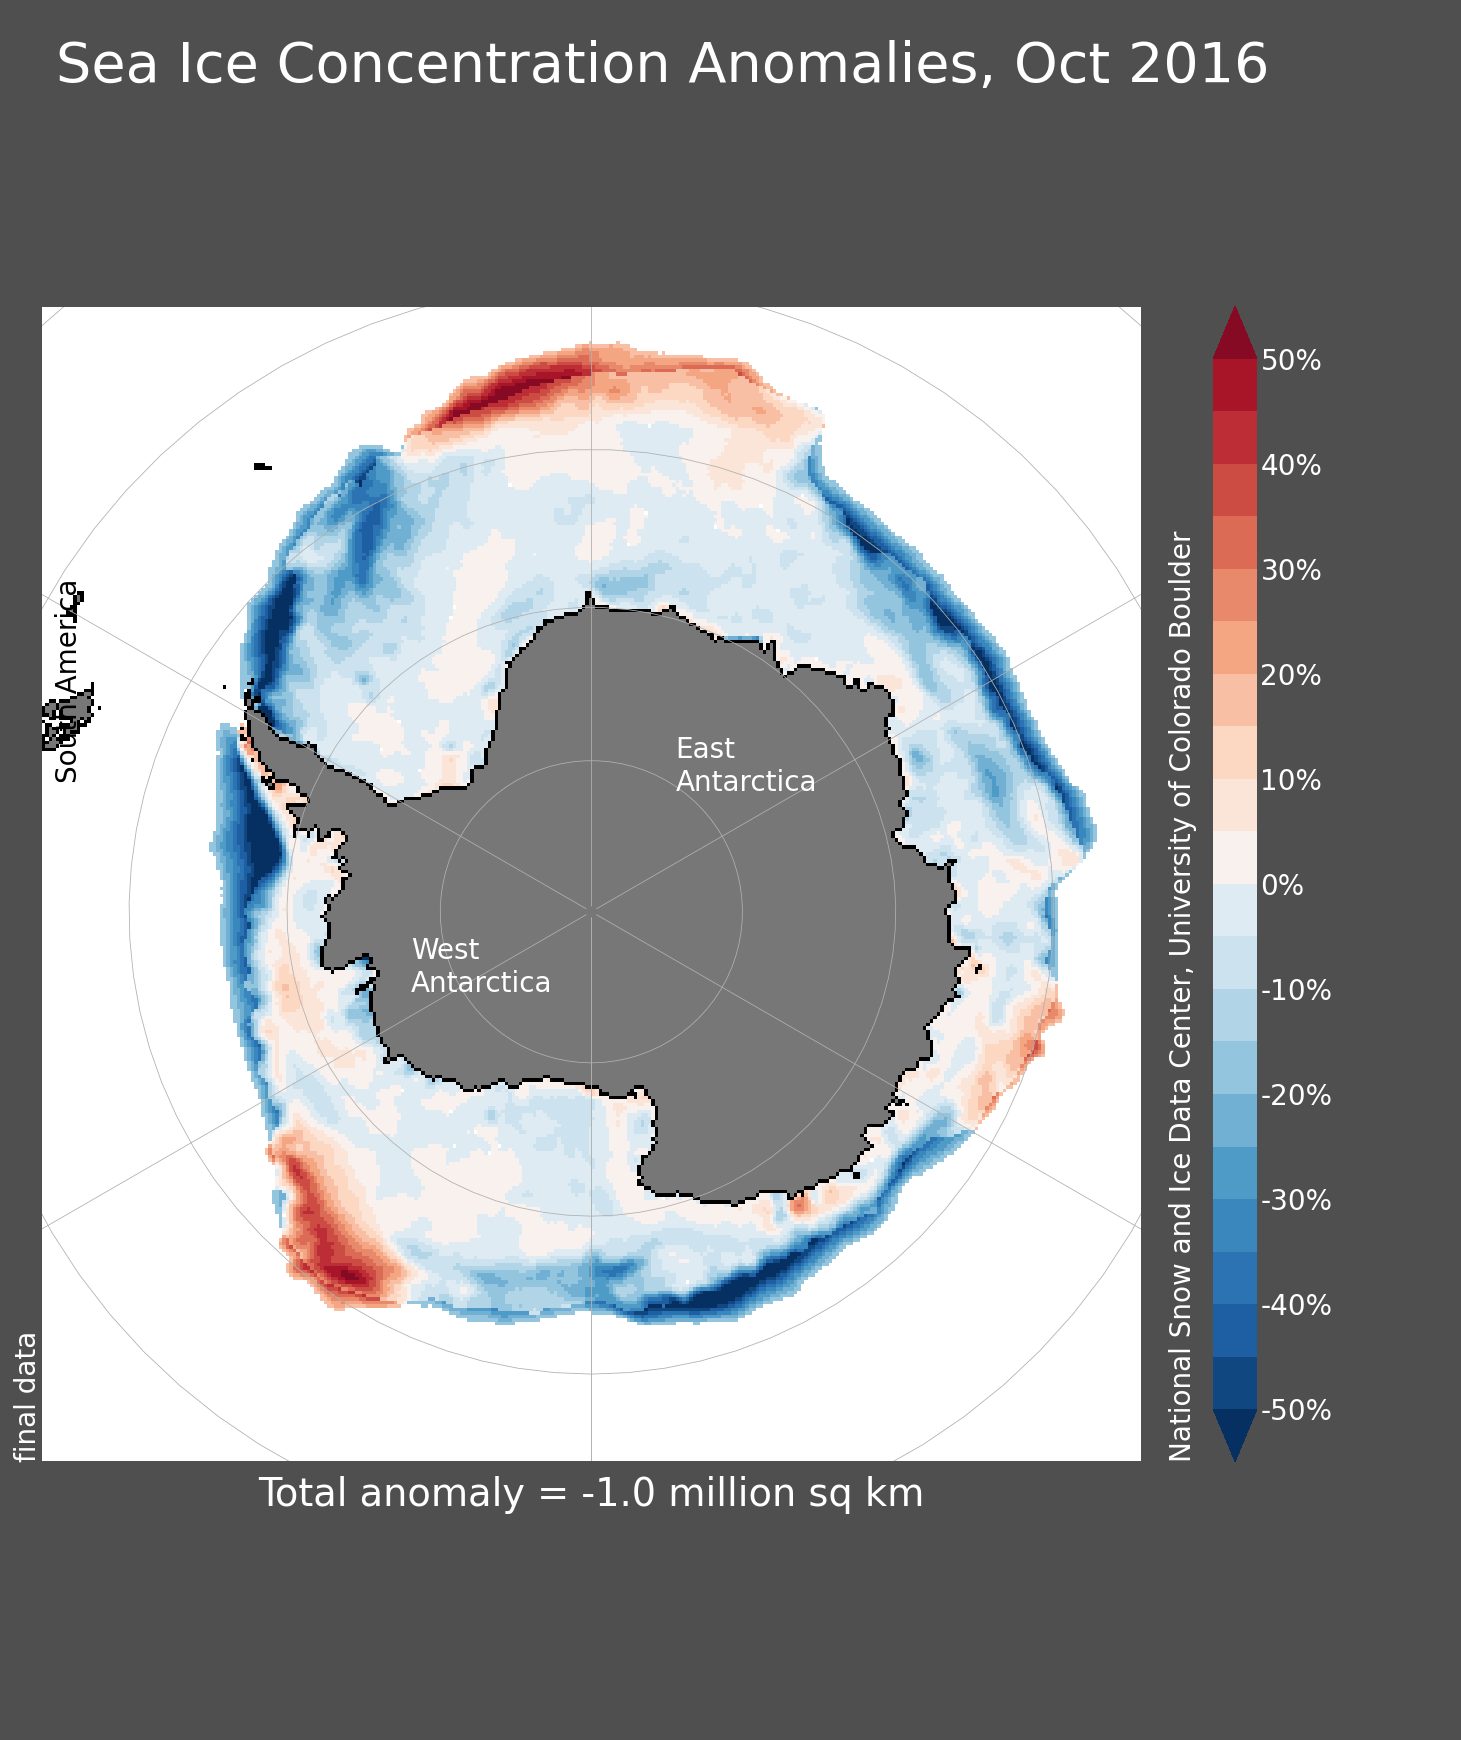 Sea Ice Concentration Anomalies, Oct 2016
South America
East
Antarctica
West
Antarctica
final data
National Snow and Ice Data Center, University of Colorado Boulder
50%
40%
30%
20%
10%
0%
-10%
-20%
-30%
-40%
-50%
Total anomaly = -1.0 million sq km